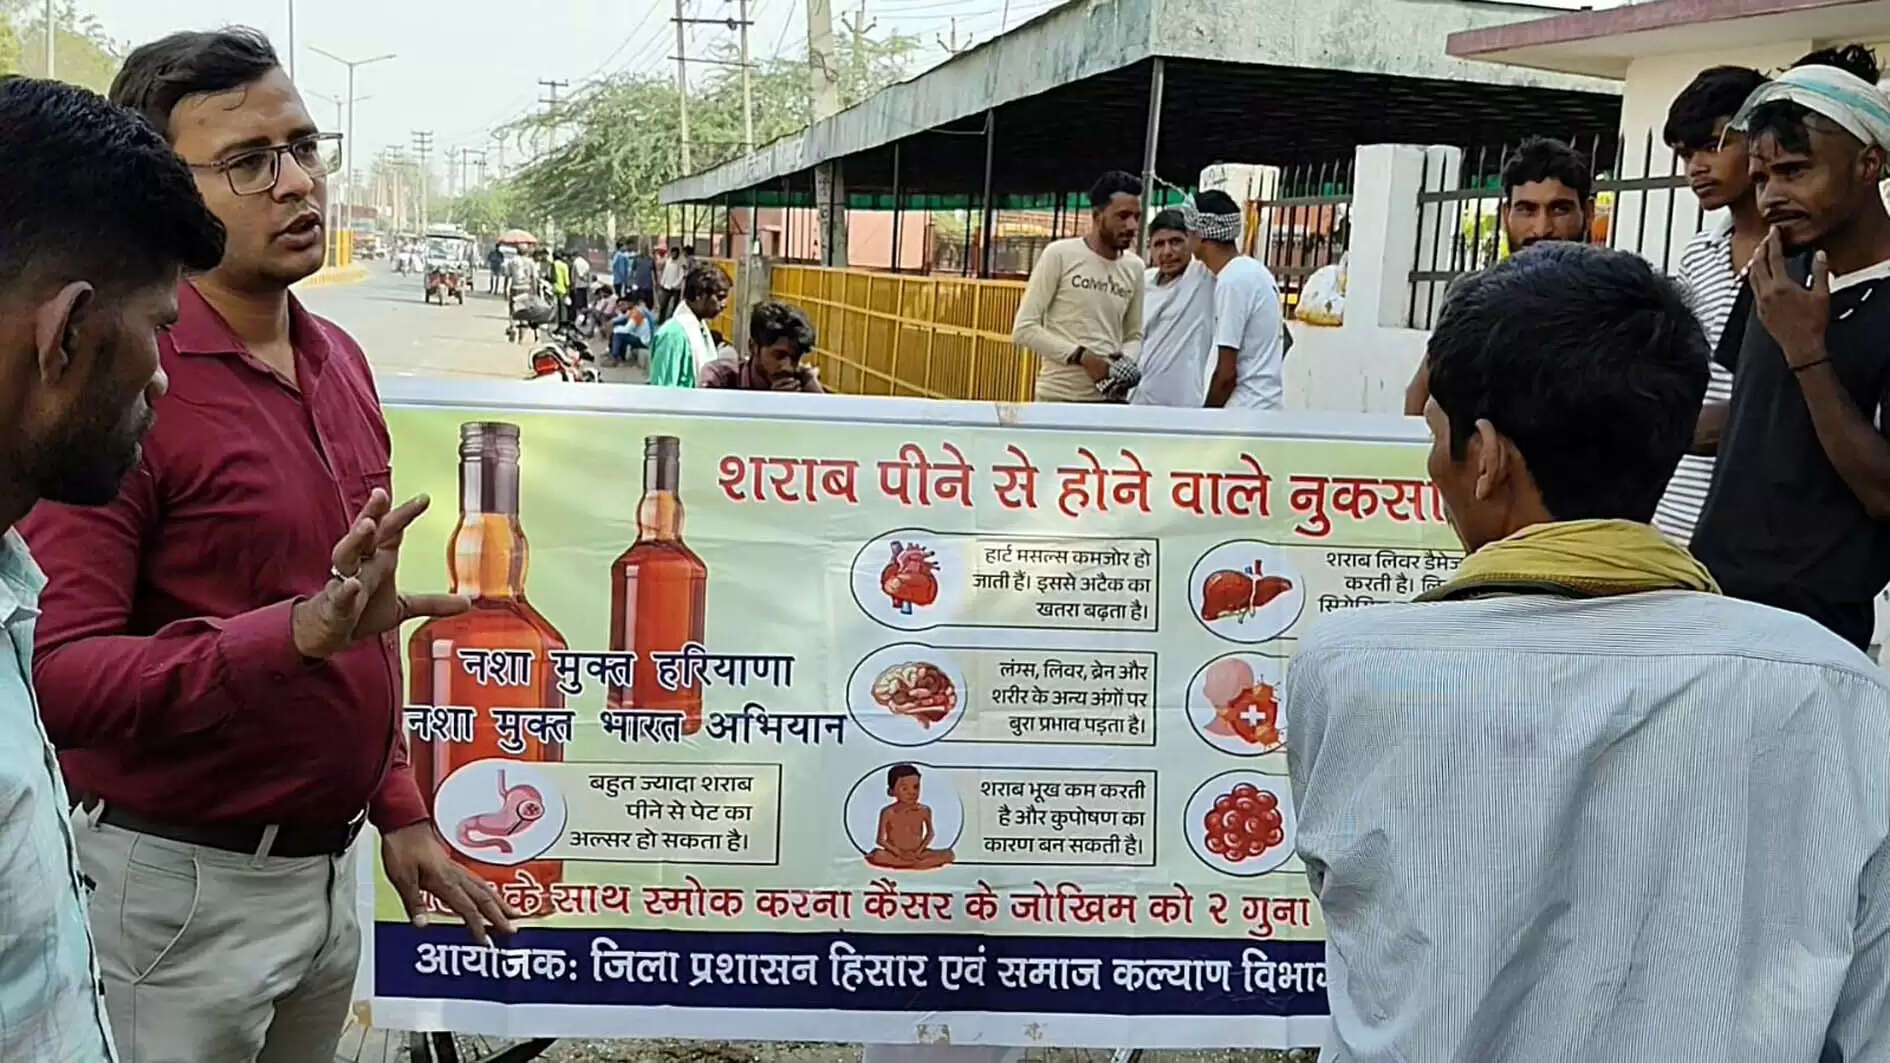 Calvin Klein
शराब पीने से होने वाले
हार्ट मसल्स कमजोर हो
जाती हैं। इससे अटैक का
खतरा बढ़ता है।
शराब लिवर
करती है।
लंग्स, लिवर, ब्रेन और
शरीर के अन्य अंगों पर
बुरा प्रभाव पड़ता है।
नशा मुक्त हरियाणा
नशा मुक्त भारत अभियान
बहुत ज्यादा शराब
पीने से पेट का
अल्सर हो सकता है।
शराब भूख कम करती
है और कुपोषण का
कारण बन सकती है।
के साथ स्मोक करना कैंसर के जोखिम को २ गुना
आयोजक: जिला प्रशासन हिसार एवं समाज कल्याण